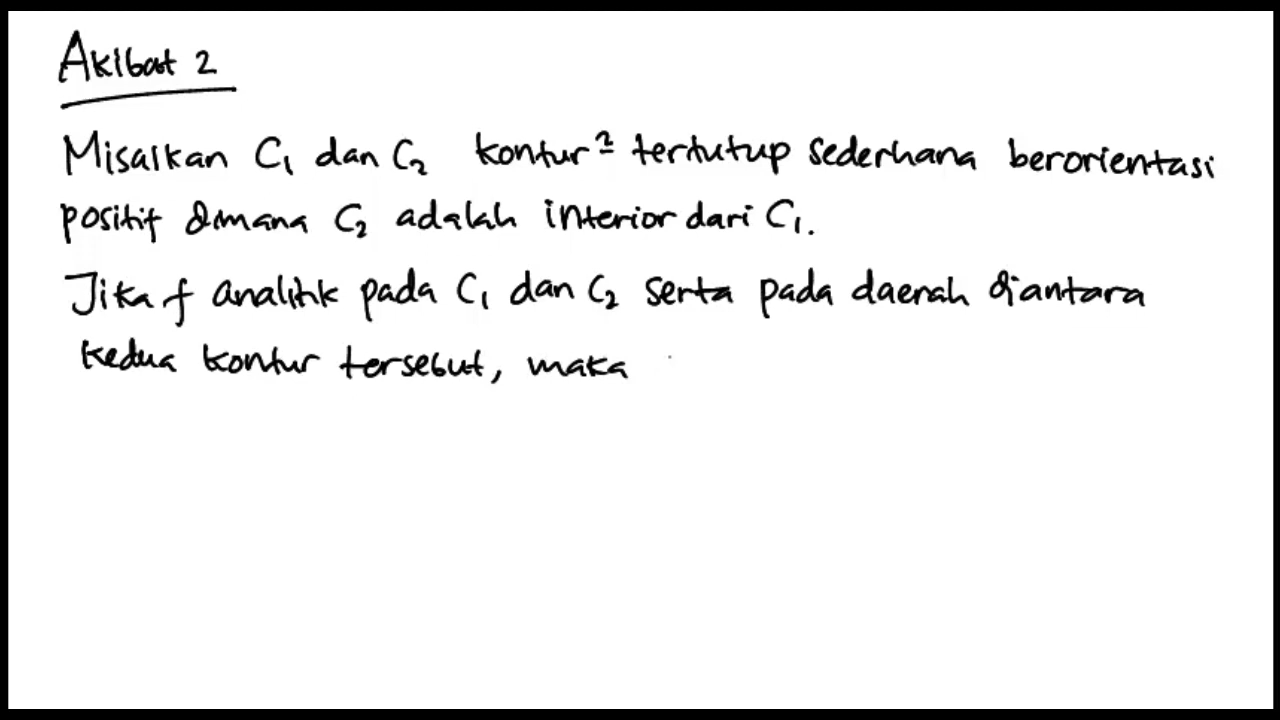 Akibat 2
Misalkan C₁ dan C₂ kontur² tertutup sederhana berorientasi
positif dimana C₂ adalah interior dari C₁.
Jika f analitik pada C₁ dan C₂ serta pada daerah diantara
kedua kontur tersebut, maka